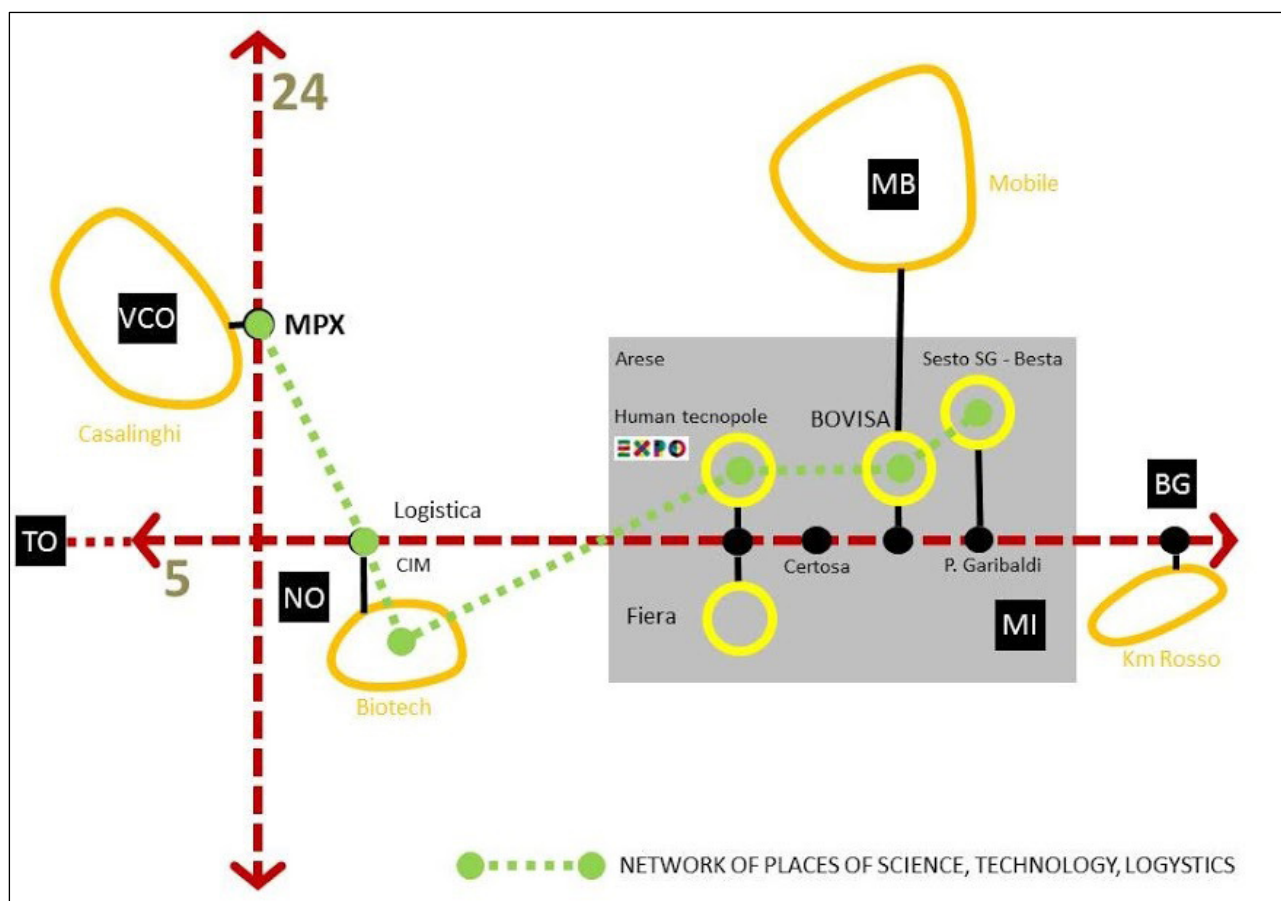 24
MB
Mobile
VCO
MPX
Casalinghi
Arese
Sesto SG - Besta
Human tecnopole
EXPO
BOVISA
BG
TO
5
Logistica
CIM
NO
Certosa
P. Garibaldi
Fiera
MI
Km Rosso
Biotech
NETWORK OF PLACES OF SCIENCE, TECHNOLOGY, LOGYSTICS